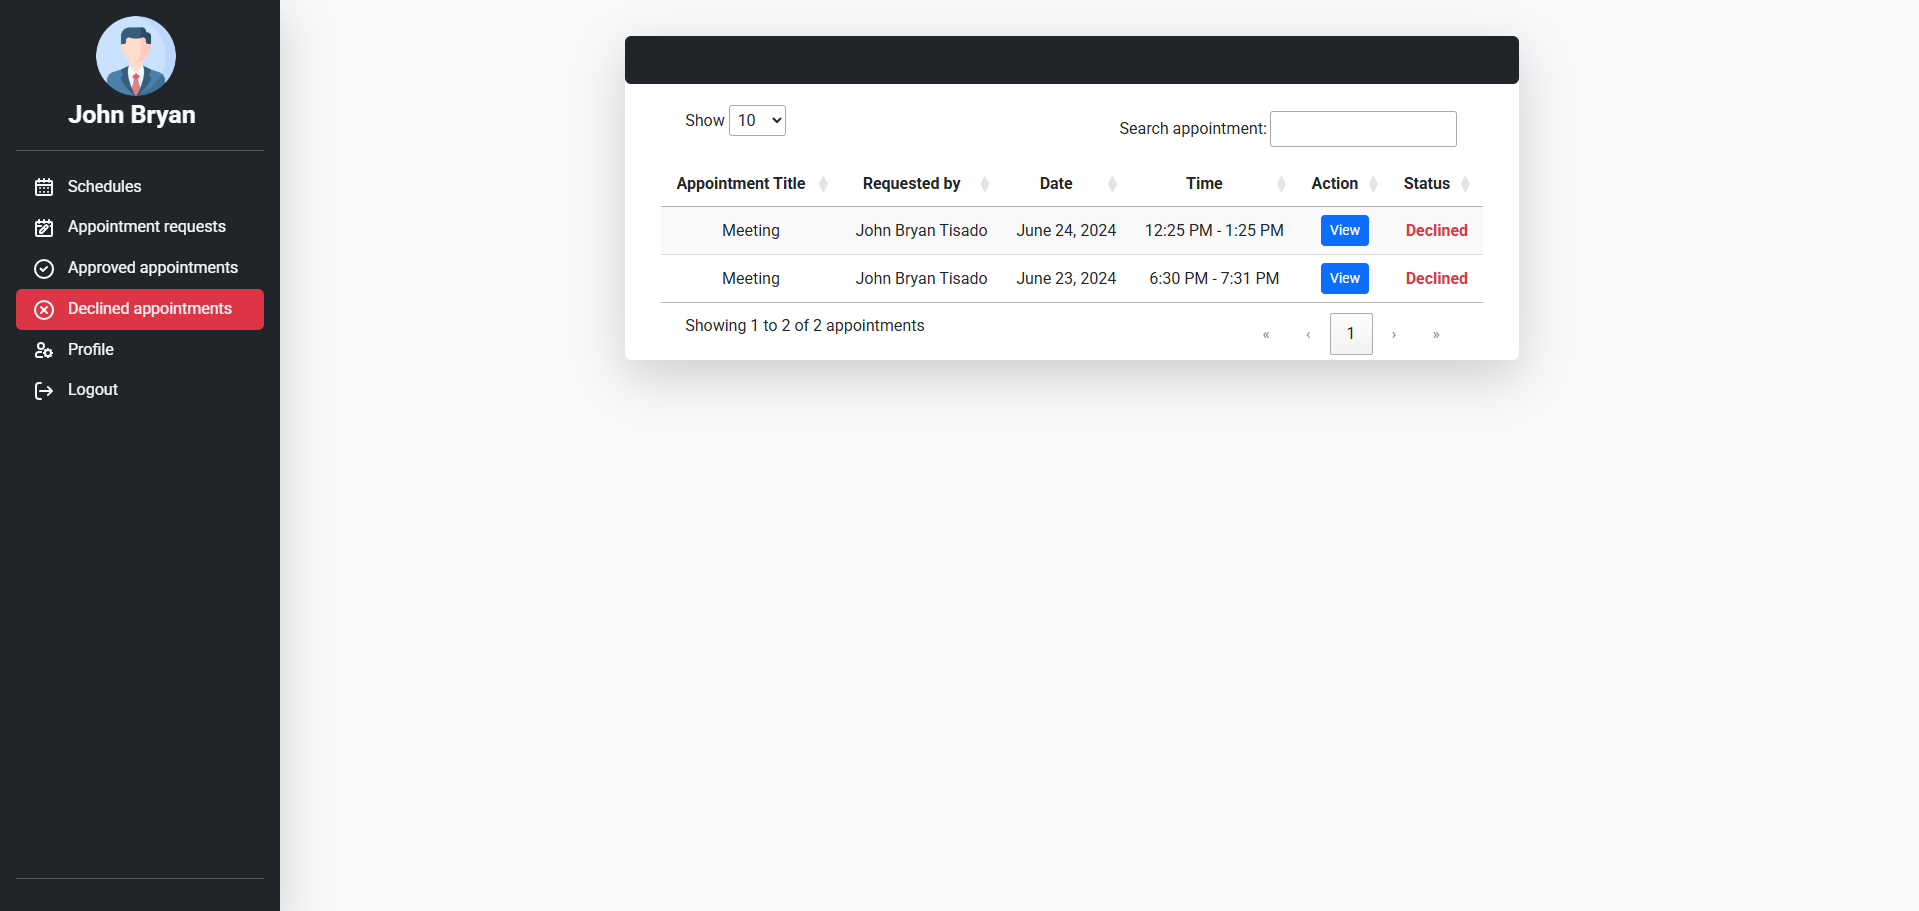 John Bryan
Schedules
Appointment requests
Approved appointments
Declined appointments
Profile
Logout
Show 10
Search appointment:
Appointment Title Requested by Date Time Action Status
Meeting John Bryan Tisado June 24, 2024 12:25 PM - 1:25 PM View Declined
Meeting John Bryan Tisado June 23, 2024 6:30 PM - 7:31 PM View Declined
Showing 1 to 2 of 2 appointments
« ‹ 1 › »